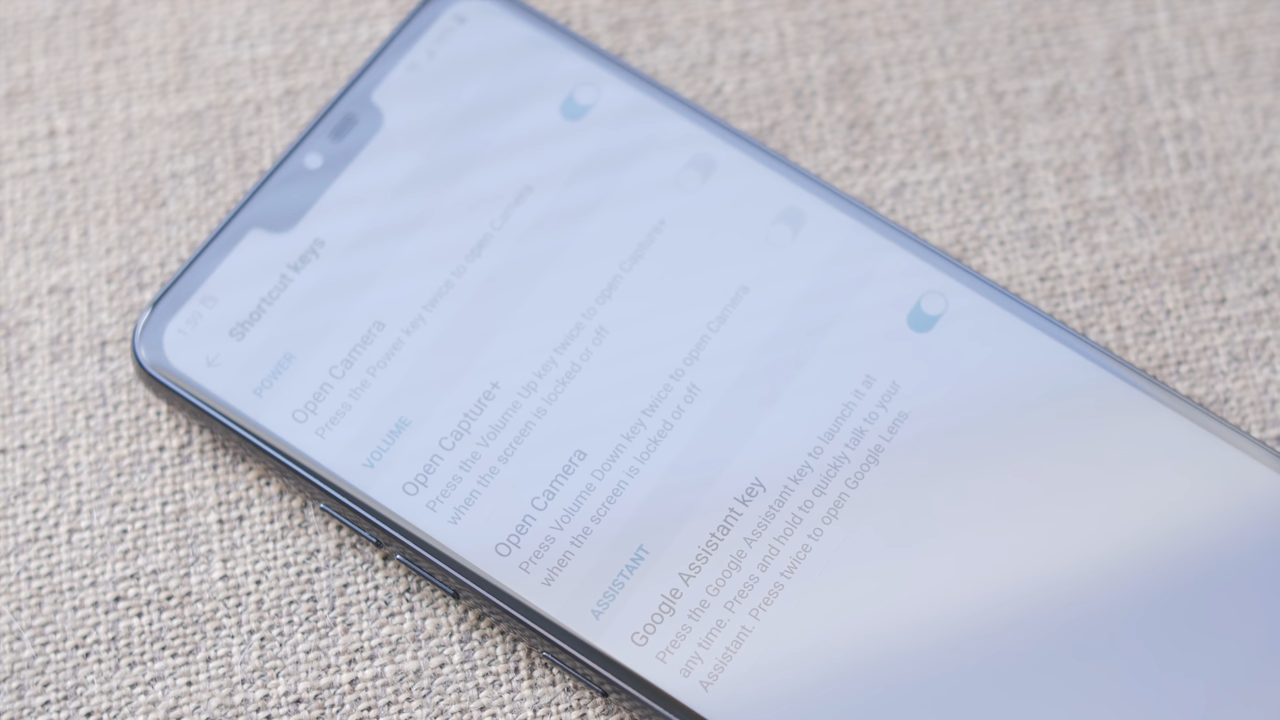 1:50
Shortcut keys
POWER
Open Camera
Press the Power key twice to open Camera
VOLUME
Open Capture+
Press the Volume Up key twice to open Capture+
when the screen is locked or off
Open Camera
Press Volume Down key twice to open Camera
when the screen is locked or off
ASSISTANT
Google Assistant key
Press the Google Assistant key to launch it at
any time. Press and hold to quickly talk to your
Assistant. Press twice to open Google Lens.